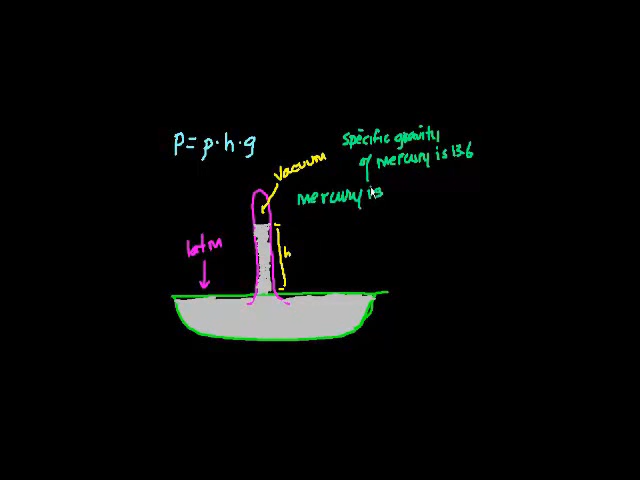 P = ρ · h · g
specific gravity
of mercury is 13.6
vacuum
mercury is
1atm
h